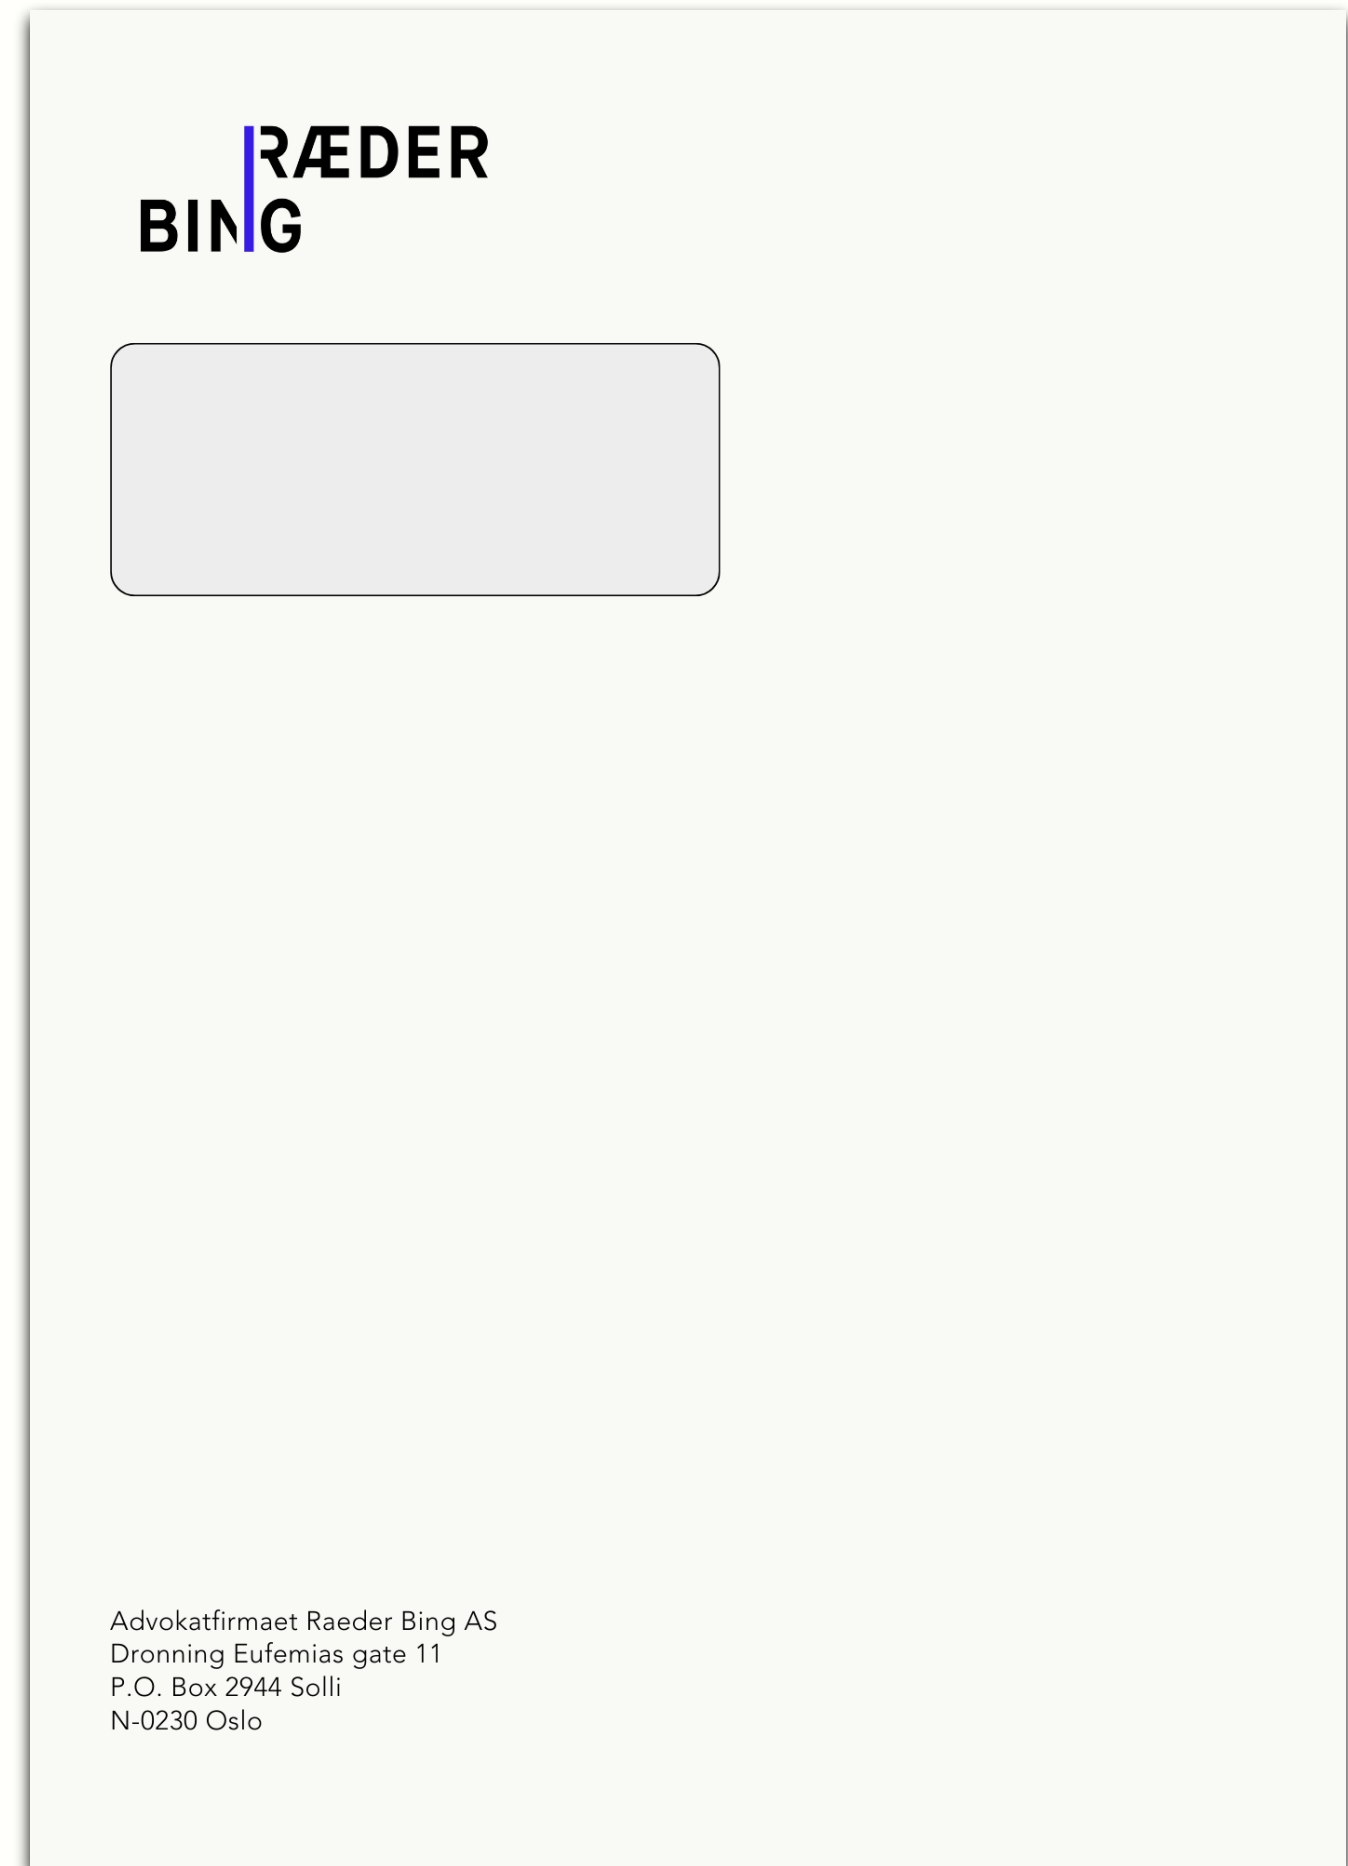 RÆDER
BING
Advokatfirmaet Raeder Bing AS
Dronning Eufemias gate 11
P.O. Box 2944 Solli
N-0230 Oslo